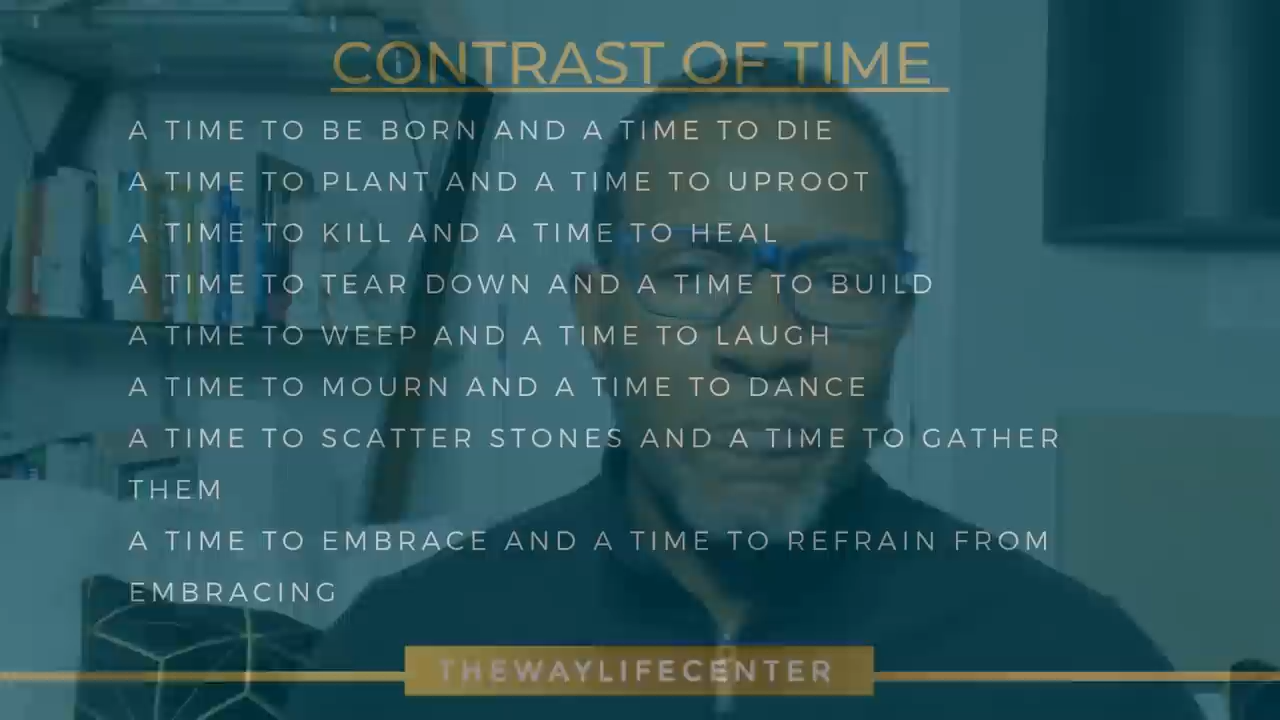 CONTRAST OF TIME
A TIME TO BE BORN AND A TIME TO DIE
A TIME TO PLANT AND A TIME TO UPROOT
A TIME TO KILL AND A TIME TO HEAL
A TIME TO TEAR DOWN AND A TIME TO BUILD
A TIME TO WEEP AND A TIME TO LAUGH
A TIME TO MOURN AND A TIME TO DANCE
A TIME TO SCATTER STONES AND A TIME TO GATHER
THEM
A TIME TO EMBRACE AND A TIME TO REFRAIN FROM
EMBRACING
THEWAYLIFECENTER